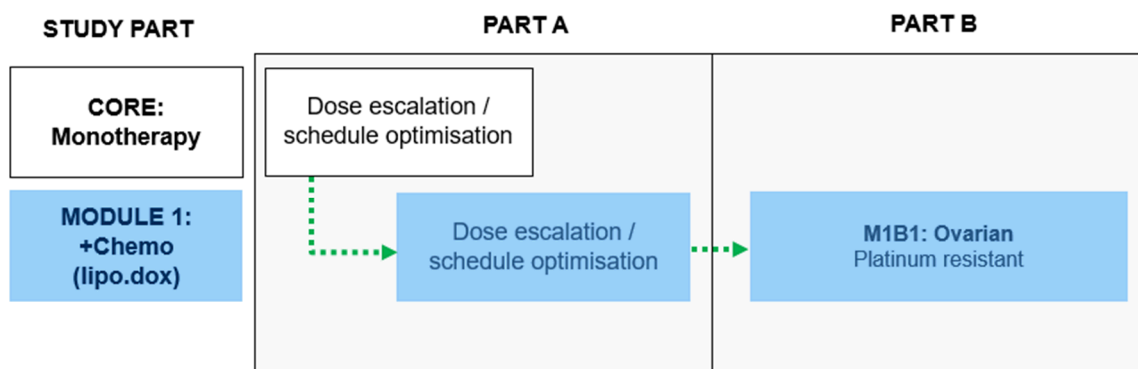 STUDY PART
PART A
PART B
CORE:
Monotherapy
Dose escalation /
schedule optimisation
MODULE 1:
+Chemo
(lipo.dox)
Dose escalation /
schedule optimisation
M1B1: Ovarian
Platinum resistant